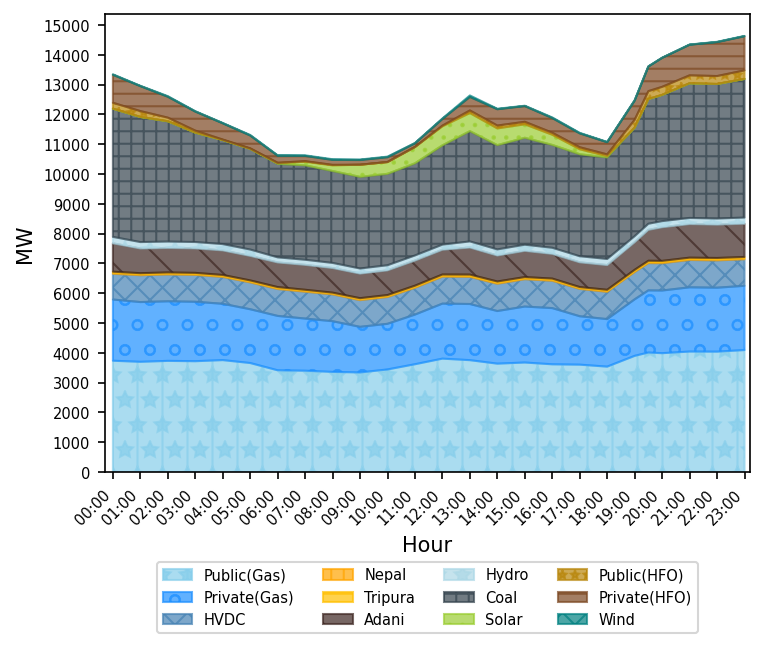 15000
14000
13000
12000
11000
10000
9000
8000
7000
6000
5000
4000
3000
2000
1000
0
MW
00:00 01:00 02:00 03:00 04:00 05:00 06:00 07:00 08:00 09:00 10:00 11:00 12:00 13:00 14:00 15:00 16:00 17:00 18:00 19:00 20:00 21:00 22:00 23:00
Hour
Public(Gas) Nepal Hydro Public(HFO)
Private(Gas) Tripura Coal Private(HFO)
HVDC Adani Solar Wind